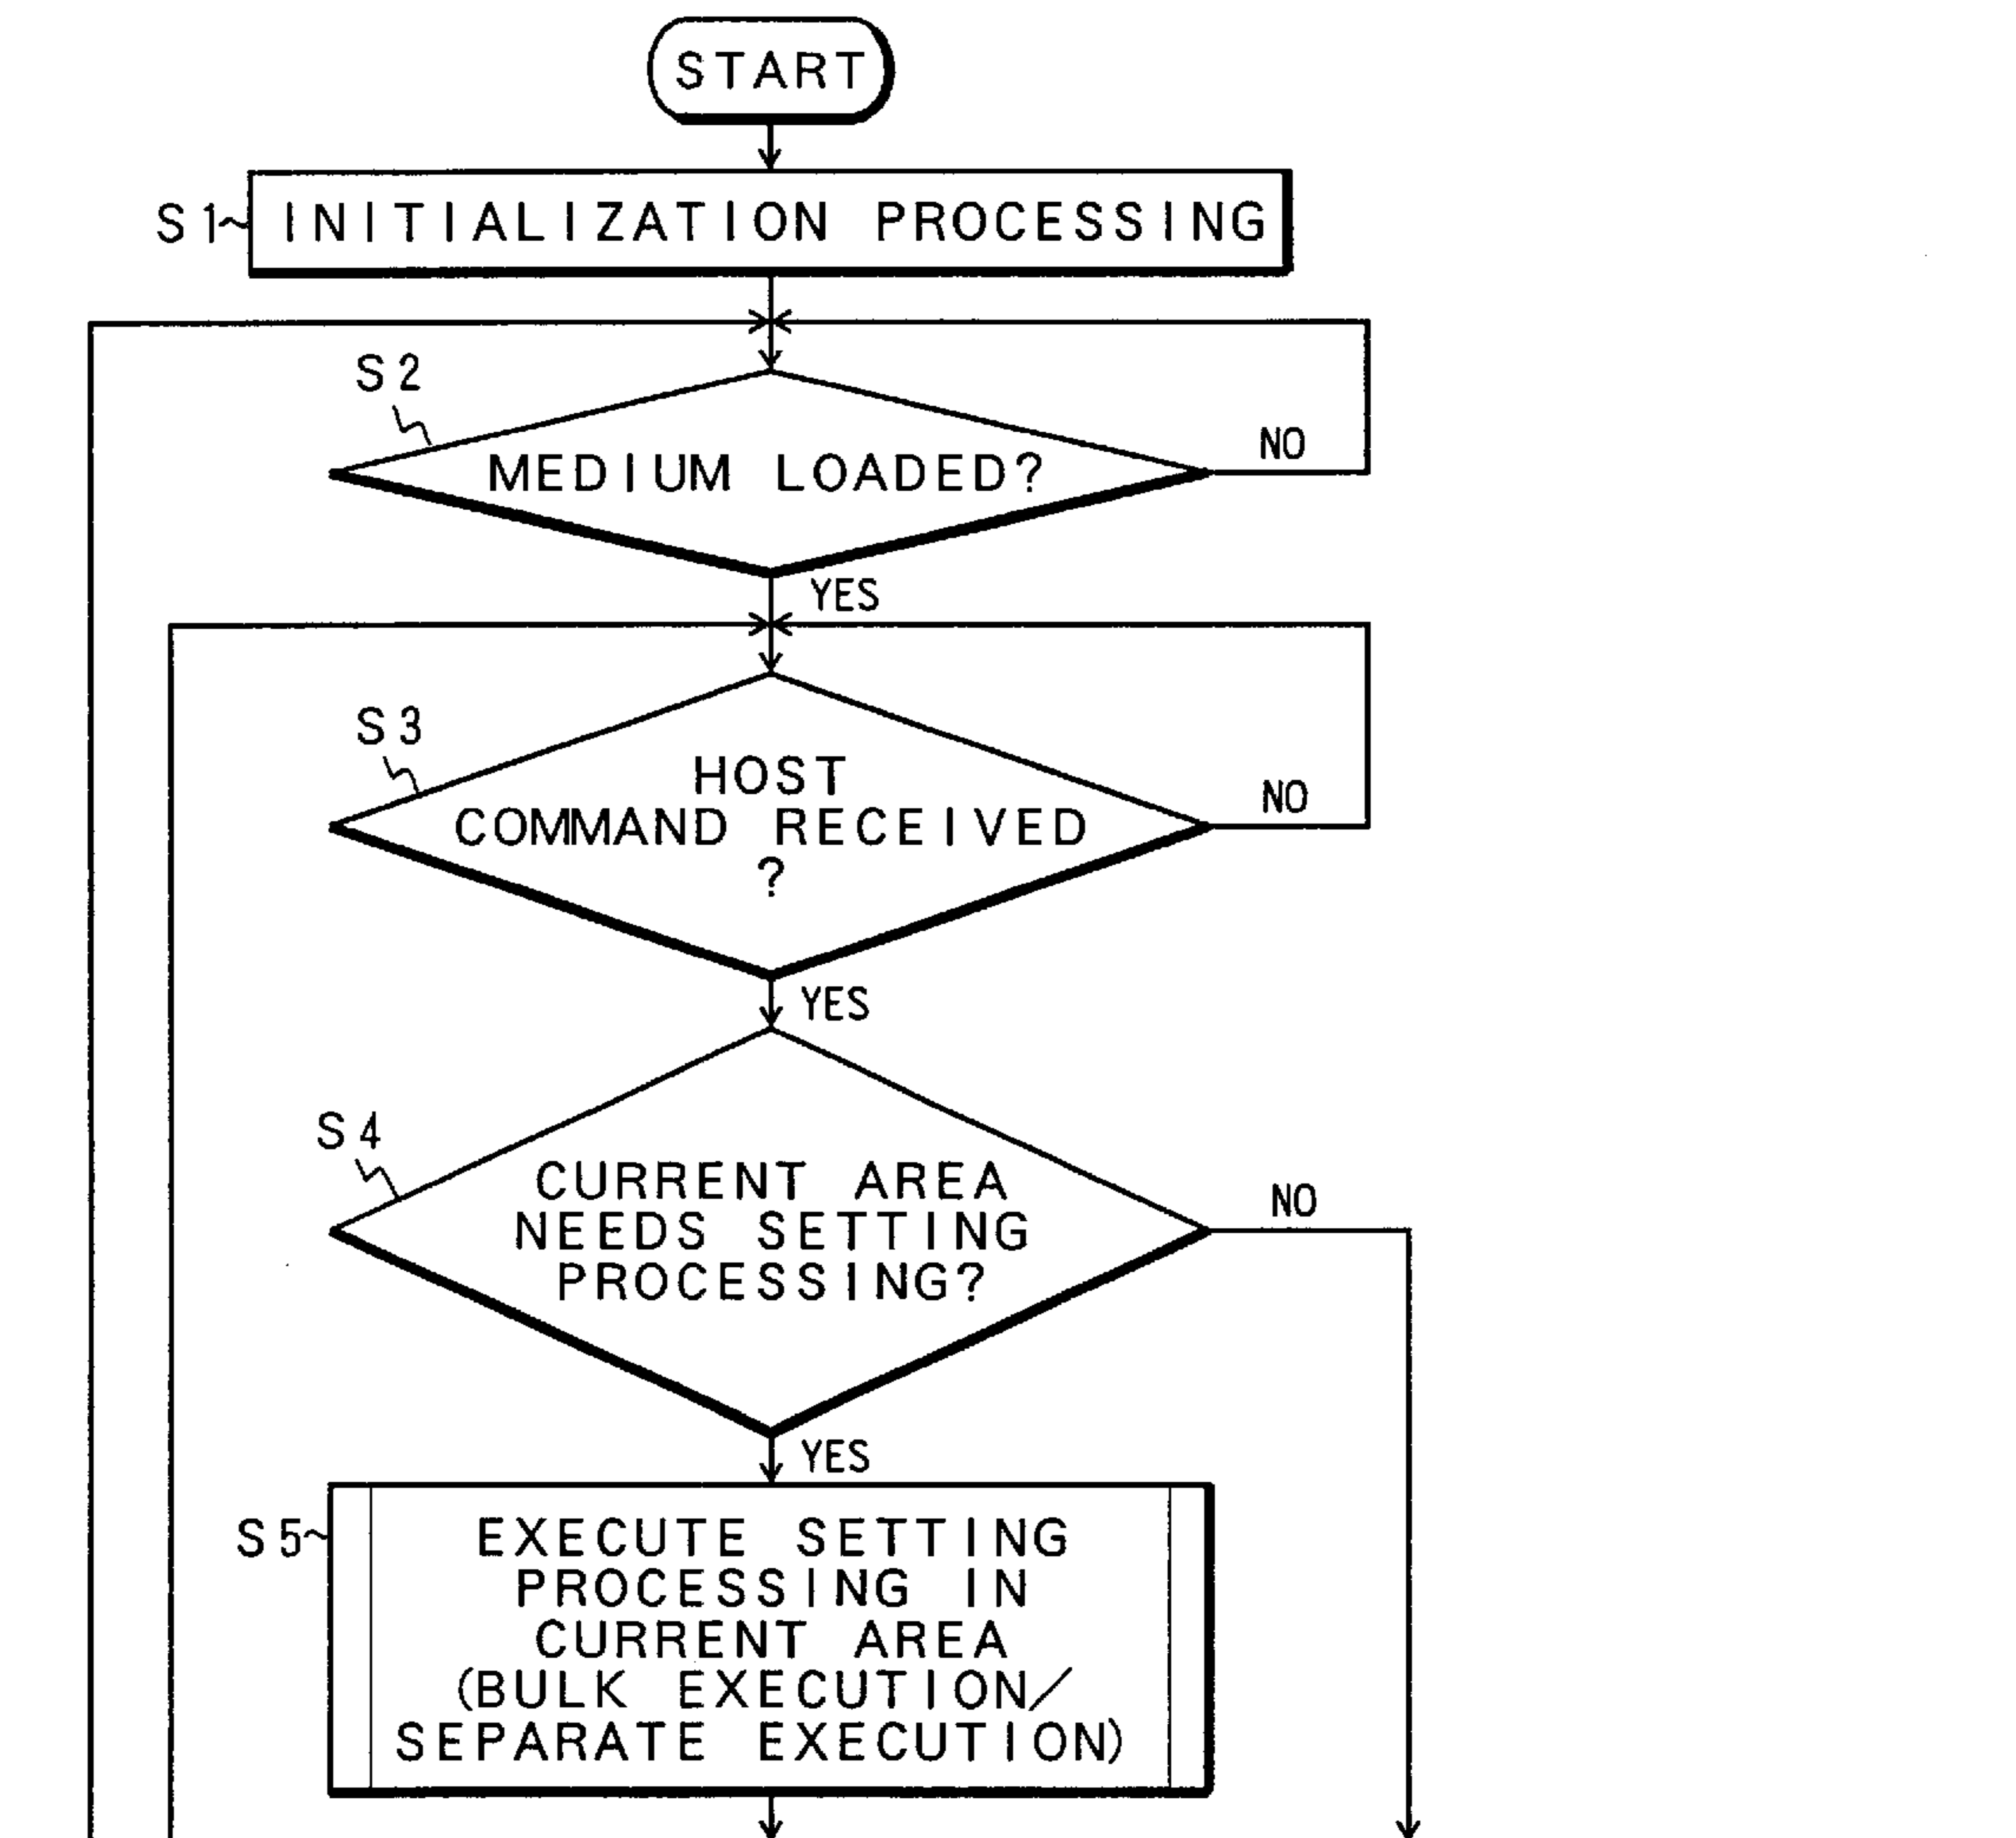 START
S1
INITIALIZATION PROCESSING
S2
MEDIUM LOADED?
NO
YES
S3
HOST
COMMAND RECEIVED
?
NO
YES
S4
CURRENT AREA
NEEDS SETTING
PROCESSING?
NO
YES
S5
EXECUTE SETTING
PROCESSING IN
CURRENT AREA
(BULK EXECUTION/
SEPARATE EXECUTION)